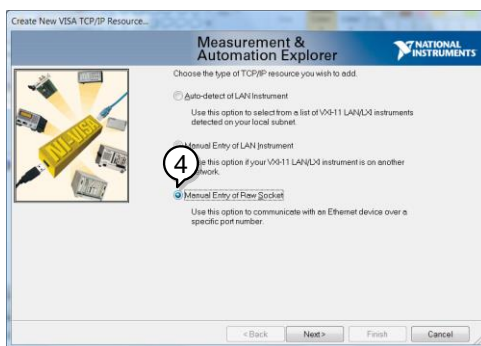 Create New VISA TCP/IP Resource...
Measurement &
Automation Explorer
NATIONAL
INSTRUMENTS
Choose the type of TCP/IP resource you wish to add.
Auto-detect of LAN Instrument
Use this option to select from a list of VXI-11 LAN/LXI instruments
detected on your local subnet.
Manual Entry of LAN Instrument
this option if your VXI-11 LAN/LXI instrument is on another
network.
4
Manual Entry of Raw Socket
Use this option to communicate with an Ethernet device over a
specific port number.
NI-VISA
< Back
Next >
Finish
Cancel